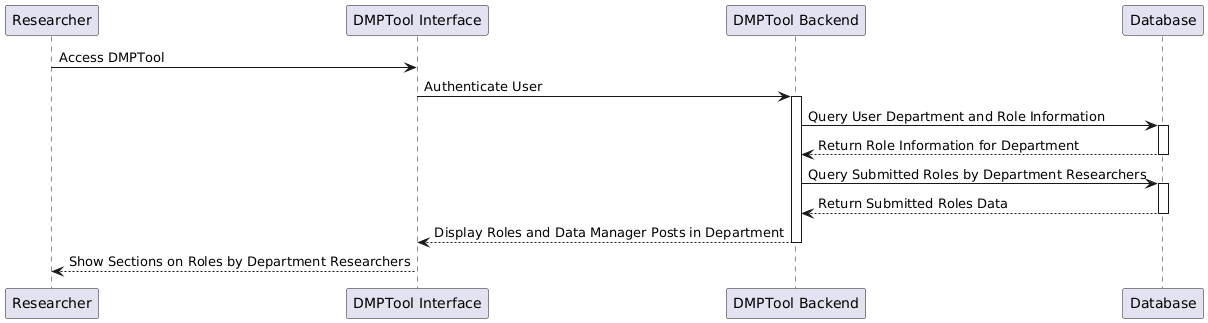 Researcher
DMPTool Interface
DMPTool Backend
Database
Access DMPTool
Authenticate User
Query User Department and Role Information
Return Role Information for Department
Query Submitted Roles by Department Researchers
Return Submitted Roles Data
Display Roles and Data Manager Posts in Department
Show Sections on Roles by Department Researchers
Researcher
DMPTool Interface
DMPTool Backend
Database